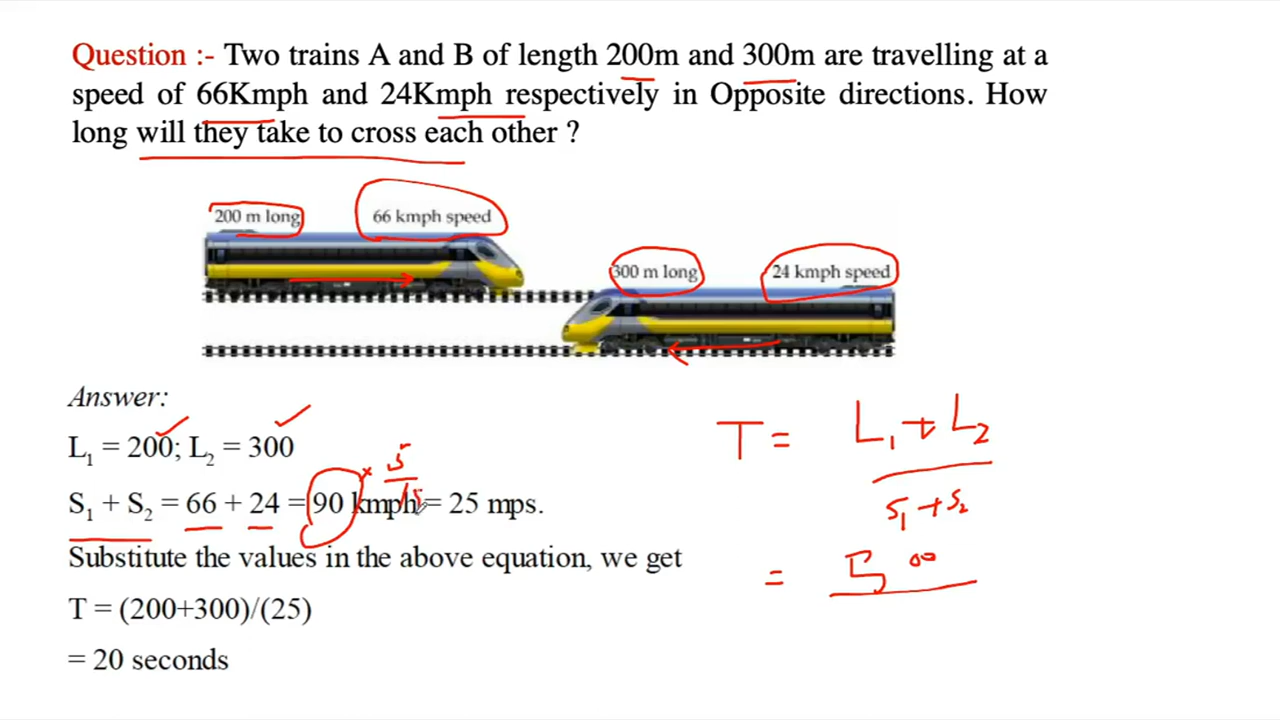 Question :- Two trains A and B of length 200m and 300m are travelling at a
speed of 66Kmph and 24Kmph respectively in Opposite directions. How
long will they take to cross each other ?
200 m long
66 kmph speed
300 m long
24 kmph speed
Answer:
L₁ = 200; L₂ = 300
S₁ + S₂ = 66 + 24 = 90 kmph = 25 mps.
× 5/18
Substitute the values in the above equation, we get
T = (200+300)/(25)
= 20 seconds
T = L₁ + L₂
S₁ + S₂
= 500